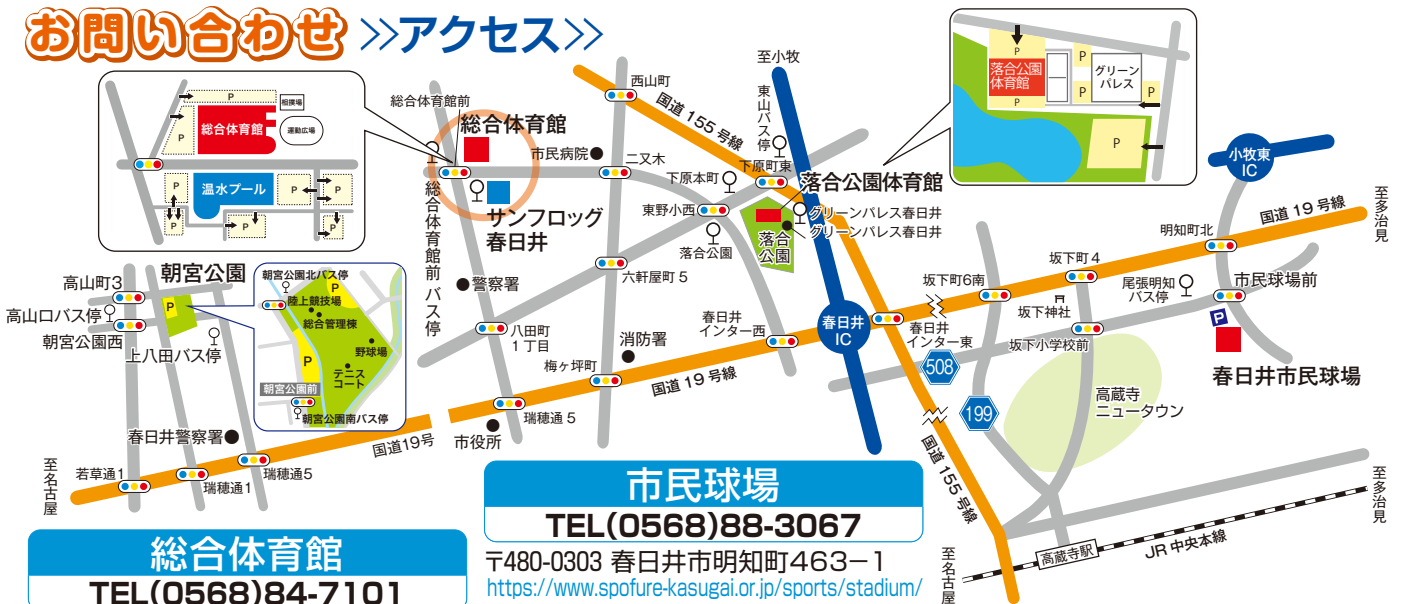 お問い合わせ >>アクセス>>
P
相撲場
総合体育館
P
運動広場
温水プール
P
P
P
P
P
P
総合体育館前
総合体育館
市民病院
サンフロッグ
春日井
総合体育館前 バス停
西山町
国道155号線
二又木
至小牧
東山バス停
下原町東
下原本町
東野小西
落合公園
落合公園体育館
グリーンパレス春日井
グリーンパレス春日井
落合
公園
P
落合公園
体育館
P
P
P
グリーン
パレス
P
P
小牧東
IC
至多治見
国道19号線
明知町北
坂下町4
尾張明知
バス停
市民球場前
坂下町6南
坂下神社
坂下小学校前
P
春日井市民球場
高山町3
朝宮公園
高山口バス停
P
朝宮公園西
上八田バス停
朝宮公園北バス停
P
陸上競技場
総合管理棟
野球場
P
テニス
コート
朝宮公園前
朝宮公園南バス停
警察署
六軒屋町5
八田町
1丁目
消防署
梅ヶ坪町
春日井
インター西
春日井
IC
春日井
インター東
508
199
高蔵寺
ニュータウン
国道19号線
瑞穂通5
市役所
国道19号
春日井警察署
至名古屋
若草通1
瑞穂通1
瑞穂通5
国道155号線
至多治見
JR中央本線
高蔵寺駅
至名古屋
市民球場
TEL(0568)88-3067
〒480-0303 春日井市明知町463−1
https://www.spofure-kasugai.or.jp/sports/stadium/
総合体育館
TEL(0568)84-7101